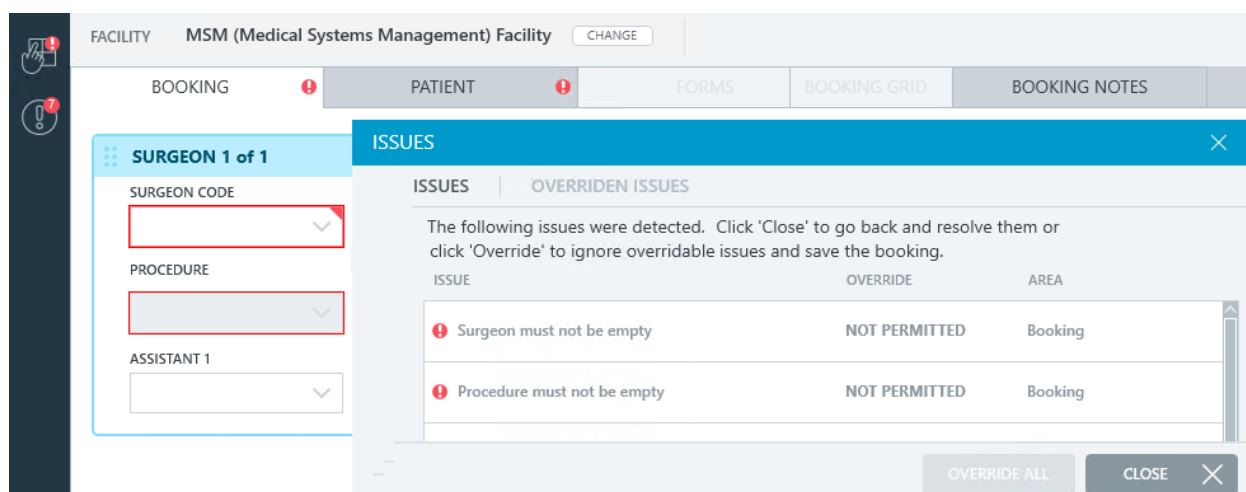 FACILITY MSM (Medical Systems Management) Facility CHANGE
BOOKING PATIENT FORMS BOOKING GRID BOOKING NOTES
7
SURGEON 1 of 1
SURGEON CODE
PROCEDURE
ASSISTANT 1
ISSUES
ISSUES OVERRIDEN ISSUES
The following issues were detected. Click 'Close' to go back and resolve them or
click 'Override' to ignore overridable issues and save the booking.
ISSUE OVERRIDE AREA
Surgeon must not be empty NOT PERMITTED Booking
Procedure must not be empty NOT PERMITTED Booking
OVERRIDE ALL CLOSE